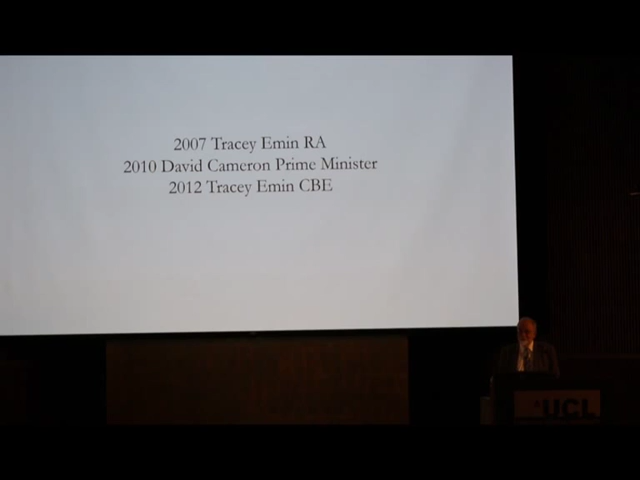 2007 Tracey Emin RA
2010 David Cameron Prime Minister
2012 Tracey Emin CBE
UCL